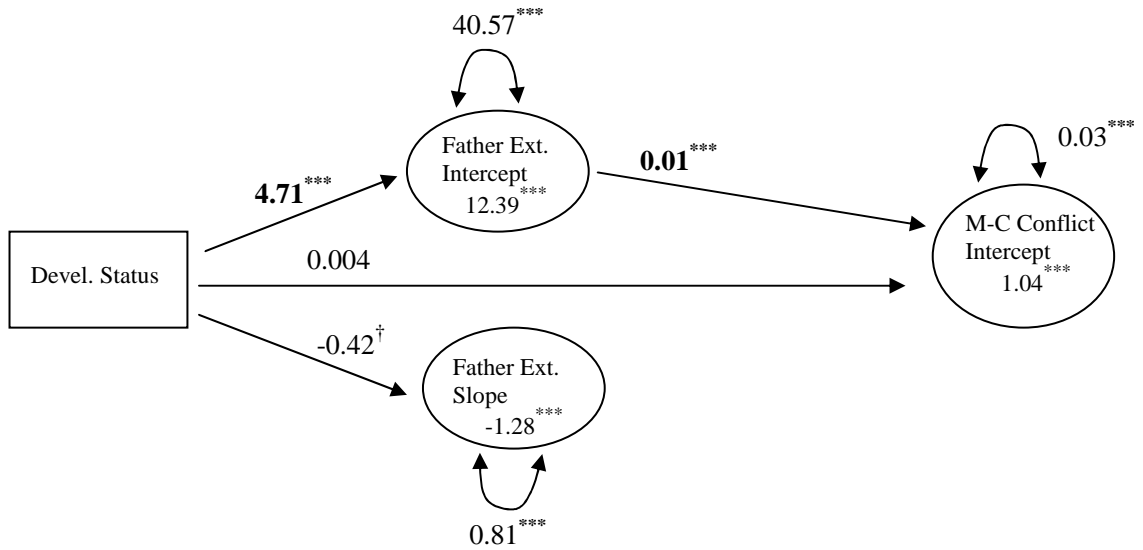 40.57***
Father Ext.
Intercept
12.39***
0.01***
0.03***
4.71***
M-C Conflict
Intercept
1.04***
Devel. Status
0.004
-0.42†
Father Ext.
Slope
-1.28***
0.81***